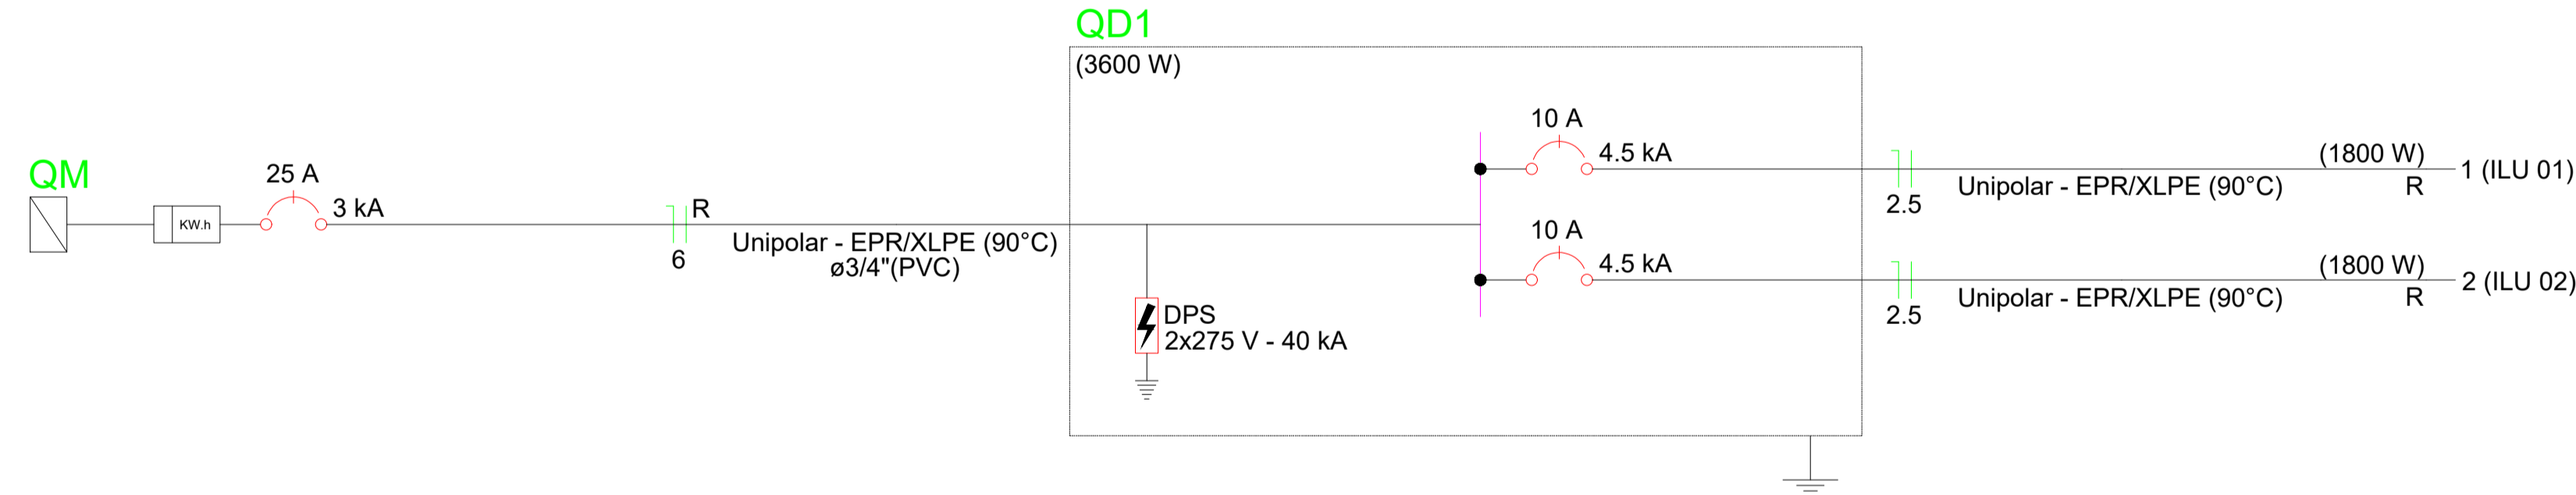 QD1
(3600 W)
QM
KW.h
25 A
3 kA
R
6
Unipolar - EPR/XLPE (90°C)
ø3/4"(PVC)
DPS
2x275 V - 40 kA
10 A
4.5 kA
2.5
Unipolar - EPR/XLPE (90°C)
(1800 W)
R
1 (ILU 01)
10 A
4.5 kA
2.5
Unipolar - EPR/XLPE (90°C)
(1800 W)
R
2 (ILU 02)